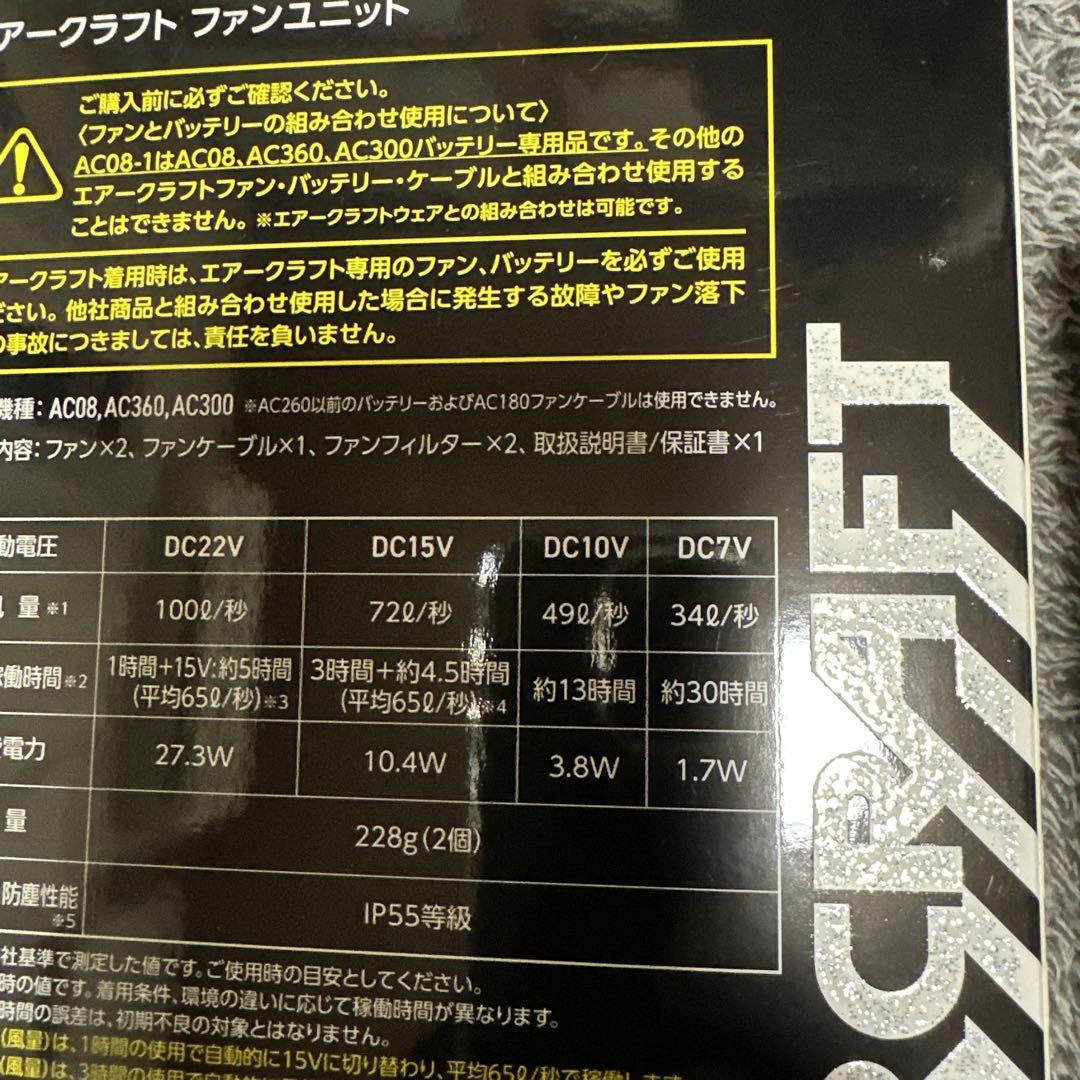 アークラフト ファンユニット
ご購入前に必ずご確認ください。
〈ファンとバッテリーの組み合わせ使用について〉
AC08-1はAC08、AC360、AC300バッテリー専用品です。その他の
エアークラフトファン・バッテリー・ケーブルと組み合わせ使用する
ことはできません。※エアークラフトウェアとの組み合わせは可能です。
アークラフト着用時は、エアークラフト専用のファン、バッテリーを必ずご使用
ださい。他社商品と組み合わせ使用した場合に発生する故障やファン落下
の事故につきましては、責任を負いません。
機種：AC08,AC360,AC300 ※AC260以前のバッテリーおよびAC180ファンケーブルは使用できません。
内容：ファン×2、ファンケーブル×1、ファンフィルター×2、取扱説明書/保証書×1
動電圧 DC22V DC15V DC10V DC7V
量※1 100ℓ/秒 72ℓ/秒 49ℓ/秒 34ℓ/秒
稼働時間※2 1時間＋15V:約5時間 (平均65ℓ/秒)※3 3時間＋約4.5時間 (平均65ℓ/秒)※4 約13時間 約30時間
電力 27.3W 10.4W 3.8W 1.7W
量 228g(2個)
防塵性能※5 IP55等級
社基準で測定した値です。ご使用時の目安としてください。
時の値です。着用条件、環境の違いに応じて稼働時間が異なります。
時間の誤差は、初期不良の対象とはなりません。
(風量)は、1時間の使用で自動的に15Vに切り替わり、平均65ℓ/秒で稼働します
(風量)は、3時間の使用で自動的に